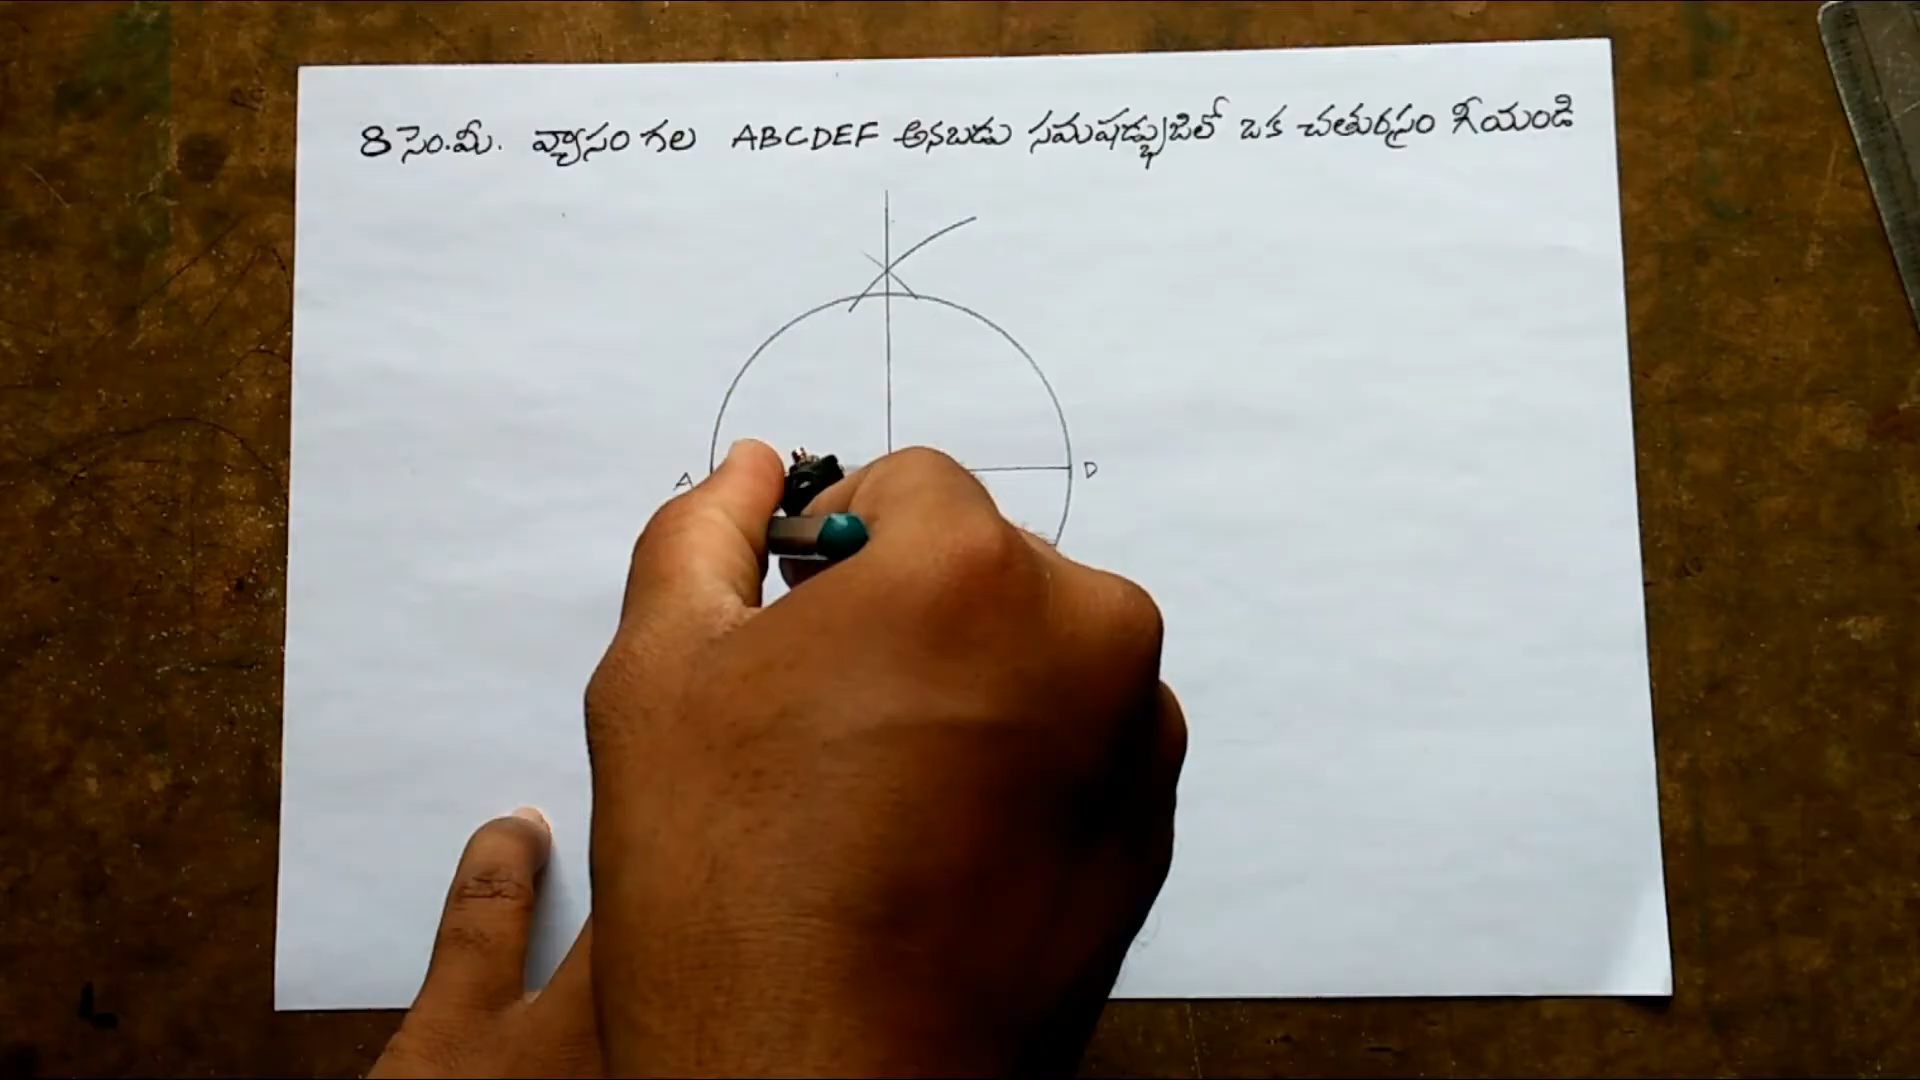 8 సెం.మీ. వ్యాసం గల ABCDEF అనబడు సమషడ్భుజిలో ఒక చతురస్రం గీయండి
A
D